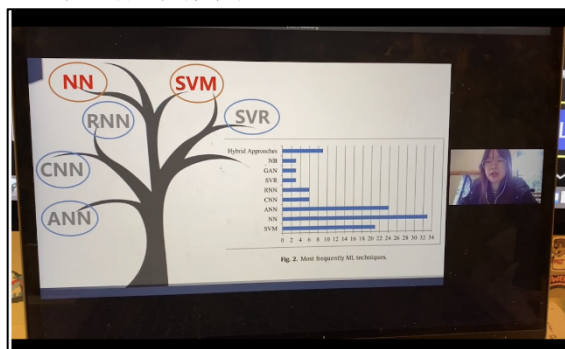 NN
SVM
RNN
SVR
CNN
ANN
Hybrid Approaches
NB
GAN
SVR
RNN
CNN
ANN
NN
SVM
0 2 4 6 8 10 12 14 16 18 20 22 24 26 28 30 32 34
Fig. 2. Most frequently ML techniques.